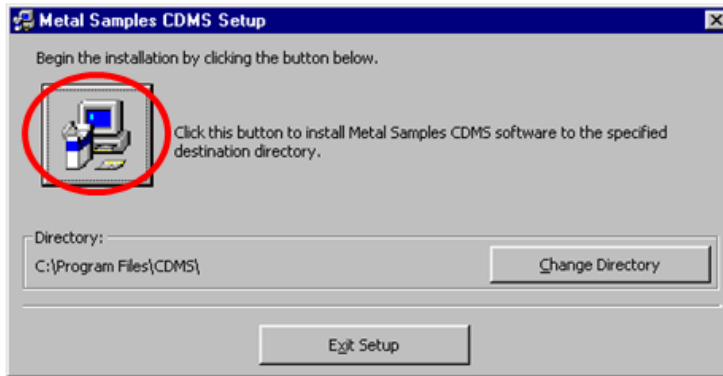 Metal Samples CDMS Setup
Begin the installation by clicking the button below.
Click this button to install Metal Samples CDMS software to the specified
destination directory.
Directory:
C:\Program Files\CDMS\
Change Directory
Exit Setup